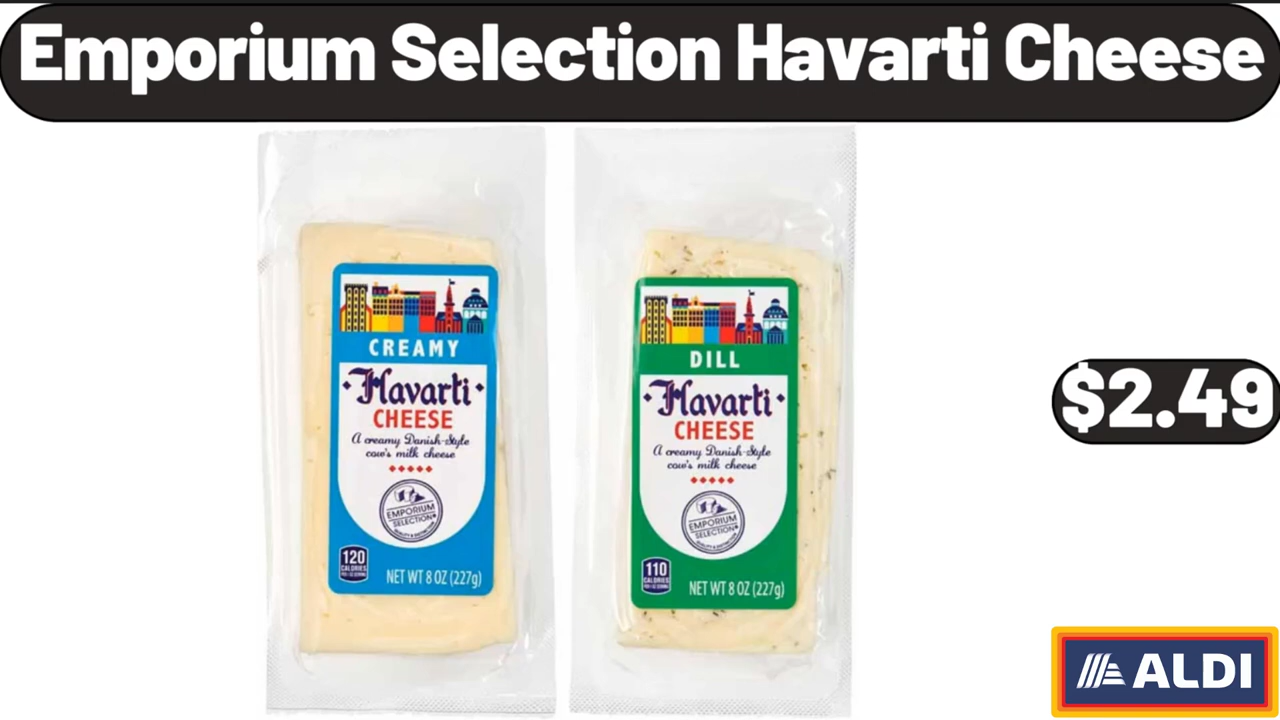 Emporium Selection Havarti Cheese
CREAMY
Havarti
CHEESE
A creamy Danish-Style
cow's milk cheese
EMPORIUM
SELECTION
120
CALORIES
NET WT 8 OZ (227g)
DILL
Havarti
CHEESE
A creamy Danish-Style
cow's milk cheese
EMPORIUM
SELECTION
110
CALORIES
NET WT 8 OZ (227g)
$2.49
ALDI